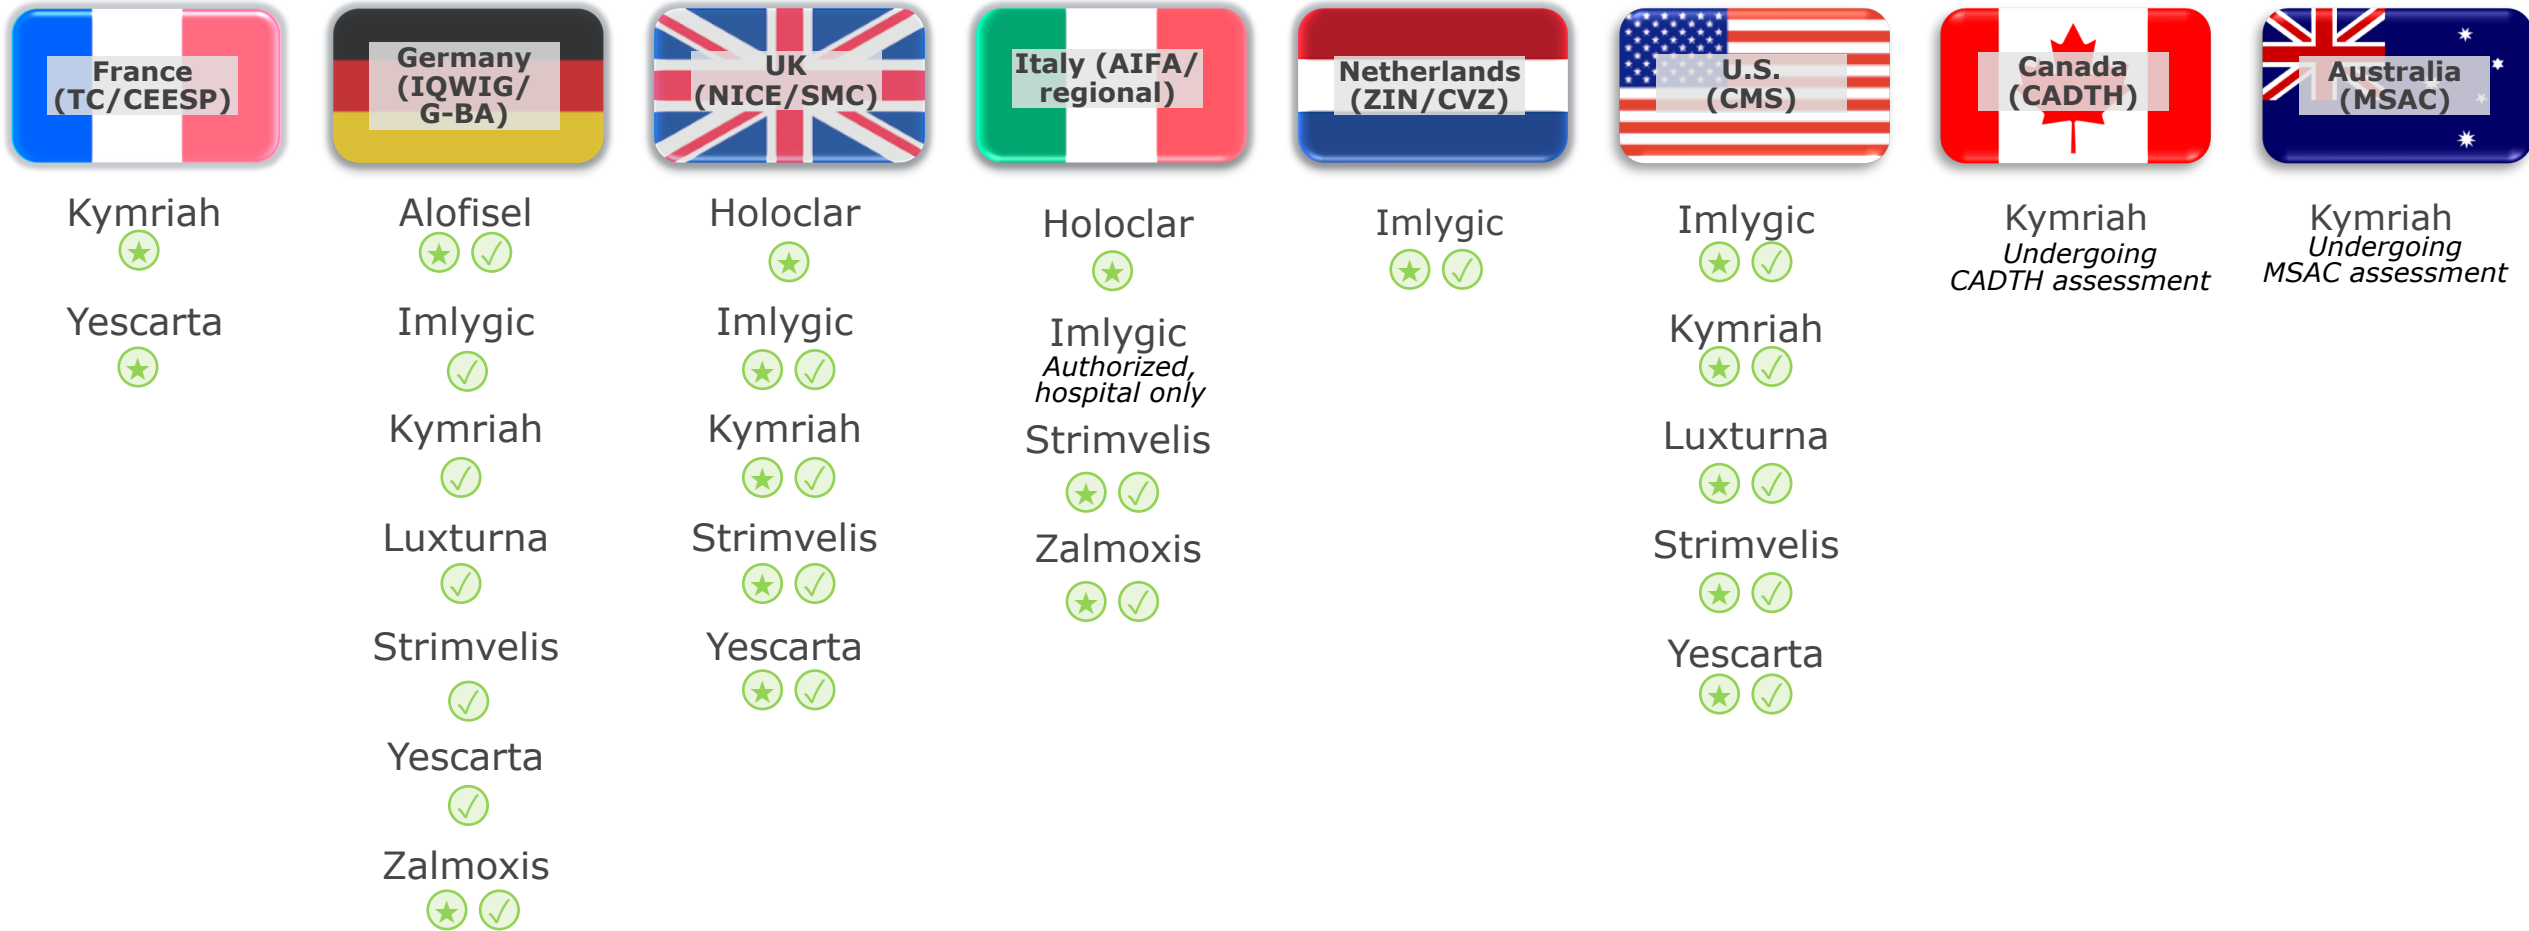 France
(TC/CEESP)
Kymriah
Yescarta
Germany
(IQWIG/
G-BA)
Alofisel
Imlygic
Kymriah
Luxturna
Strimvelis
Yescarta
Zalmoxis
UK
(NICE/SMC)
Holoclar
Imlygic
Kymriah
Strimvelis
Yescarta
Italy (AIFA/
regional)
Holoclar
Imlygic
Authorized,
hospital only
Strimvelis
Zalmoxis
Netherlands
(ZIN/CVZ)
Imlygic
U.S.
(CMS)
Imlygic
Kymriah
Luxturna
Strimvelis
Yescarta
Canada
(CADTH)
Kymriah
Undergoing
CADTH assessment
Australia
(MSAC)
Kymriah
Undergoing
MSAC assessment